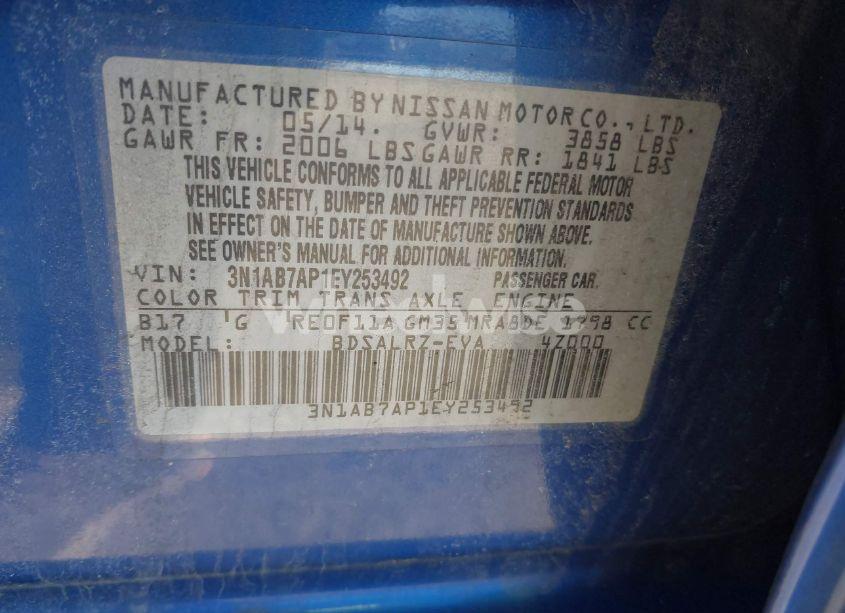 MANUFACTURED BY NISSAN MOTOR CO., LTD.
DATE: 05/14. GVWR: 3858 LBS
GAWR FR: 2006 LBS GAWR RR: 1841 LBS
THIS VEHICLE CONFORMS TO ALL APPLICABLE FEDERAL MOTOR
VEHICLE SAFETY, BUMPER AND THEFT PREVENTION STANDARDS
IN EFFECT ON THE DATE OF MANUFACTURE SHOWN ABOVE.
SEE OWNER'S MANUAL FOR ADDITIONAL INFORMATION.
VIN: 3N1AB7AP1EY253492 PASSENGER CAR.
COLOR TRIM TRANS AXLE ENGINE
B17 'G 'RE0F11A GM35'MRA8DE 1798 CC
MODEL: BDSALRZ-EVA 4Z000
3N1AB7AP1EY253492